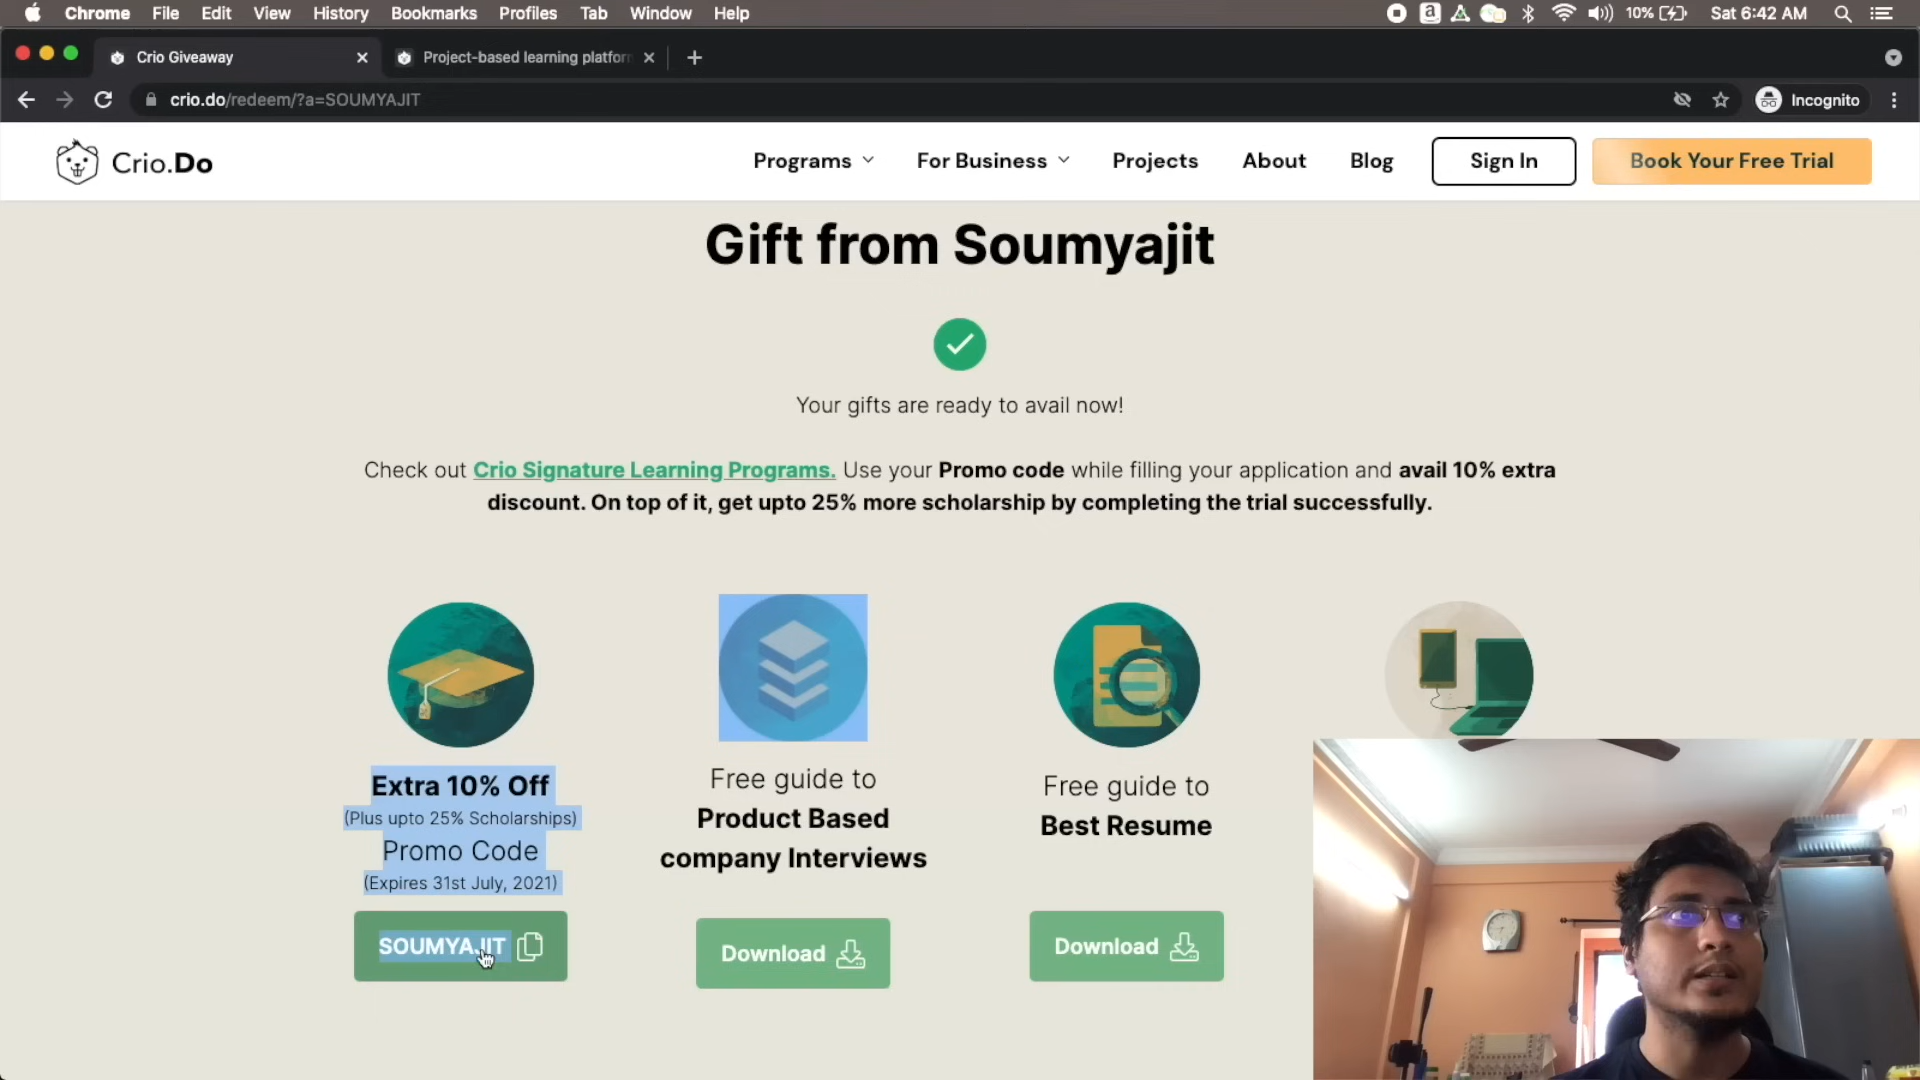 Chrome File Edit View History Bookmarks Profiles Tab Window Help
10% Sat 6:42 AM
Crio Giveaway
Project-based learning platforn
crio.do/redeem/?a=SOUMYAJIT
Incognito
Crio.Do
Programs
For Business
Projects
About
Blog
Sign In
Book Your Free Trial
Gift from Soumyajit
Your gifts are ready to avail now!
Check out Crio Signature Learning Programs. Use your Promo code while filling your application and avail 10% extra
discount. On top of it, get upto 25% more scholarship by completing the trial successfully.
Extra 10% Off
(Plus upto 25% Scholarships)
Promo Code
(Expires 31st July, 2021)
SOUMYAJIT
Free guide to
Product Based
company Interviews
Download
Free guide to
Best Resume
Download